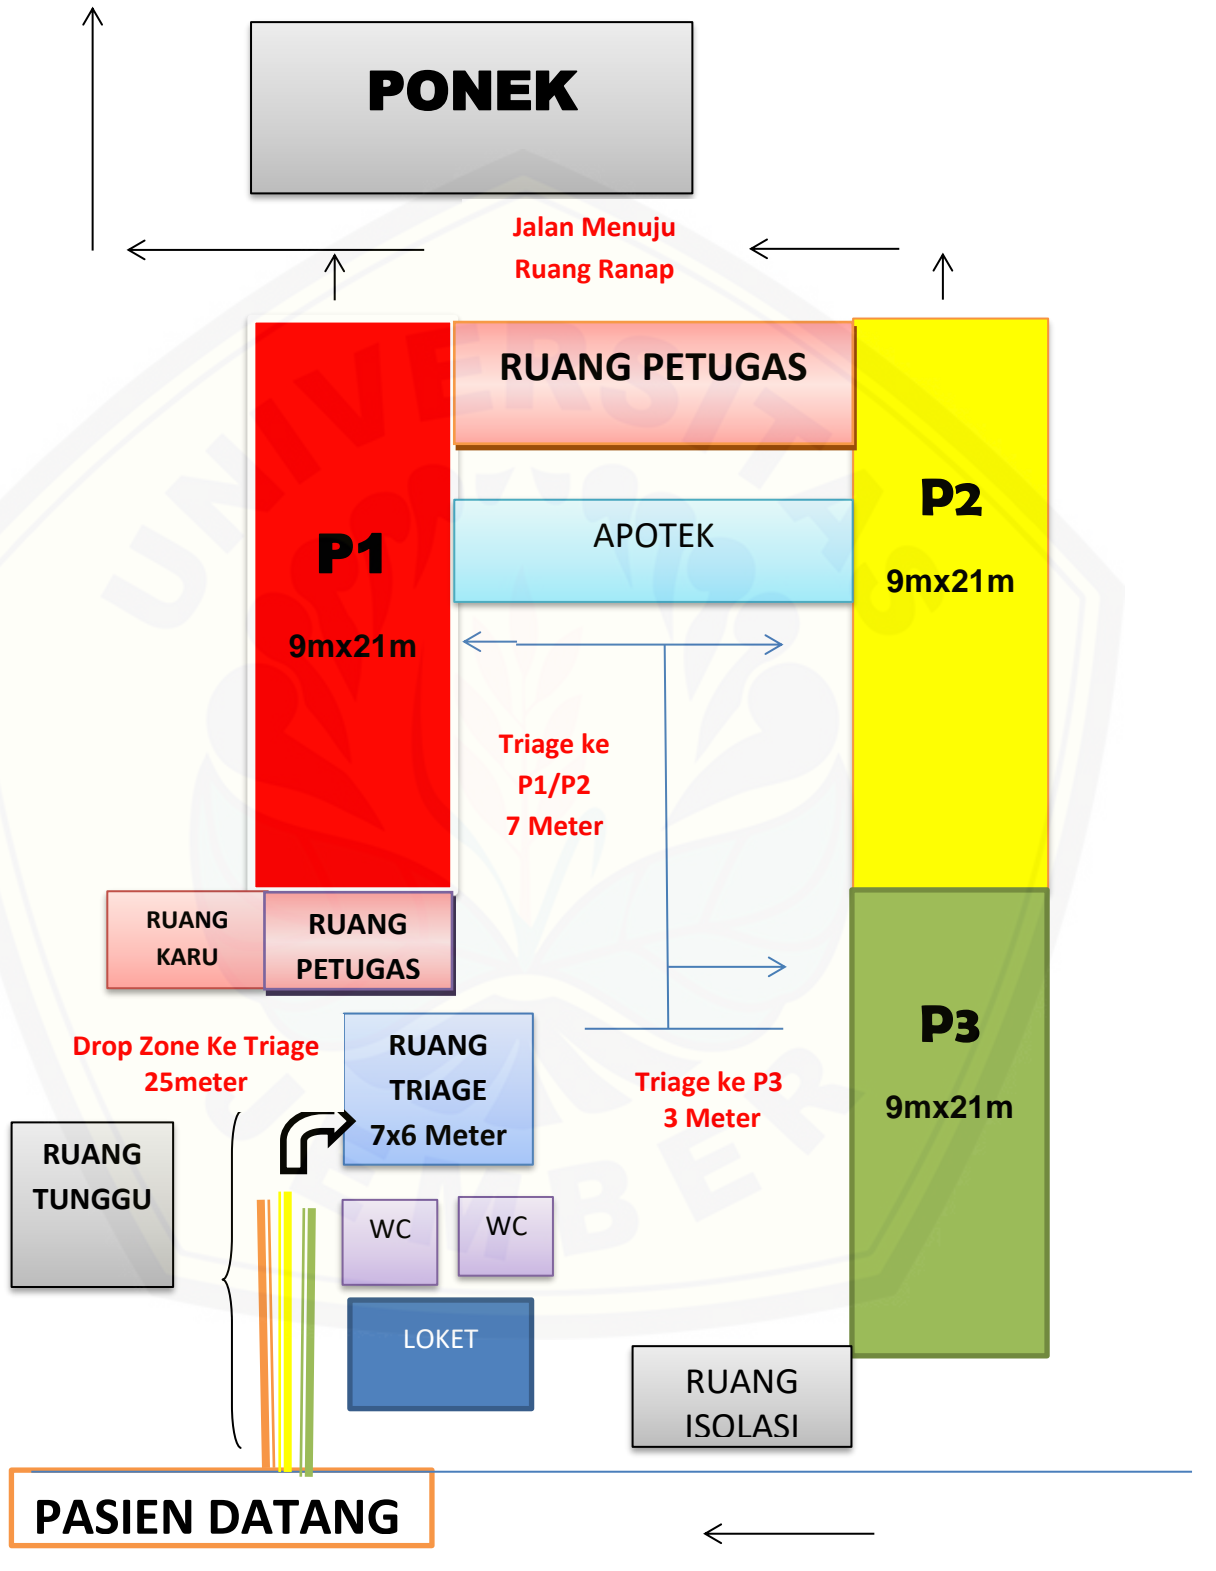 PONEK
Jalan Menuju
Ruang Ranap
RUANG PETUGAS
P1
9mx21m
APOTEK
P2
9mx21m
Triage ke
P1/P2
7 Meter
RUANG
KARU
RUANG
PETUGAS
Drop Zone Ke Triage
25meter
RUANG
TRIAGE
7x6 Meter
Triage ke P3
3 Meter
P3
9mx21m
RUANG
TUNGGU
WC
WC
LOKET
RUANG
ISOLASI
PASIEN DATANG
UNIVERSITAS
JEMBER